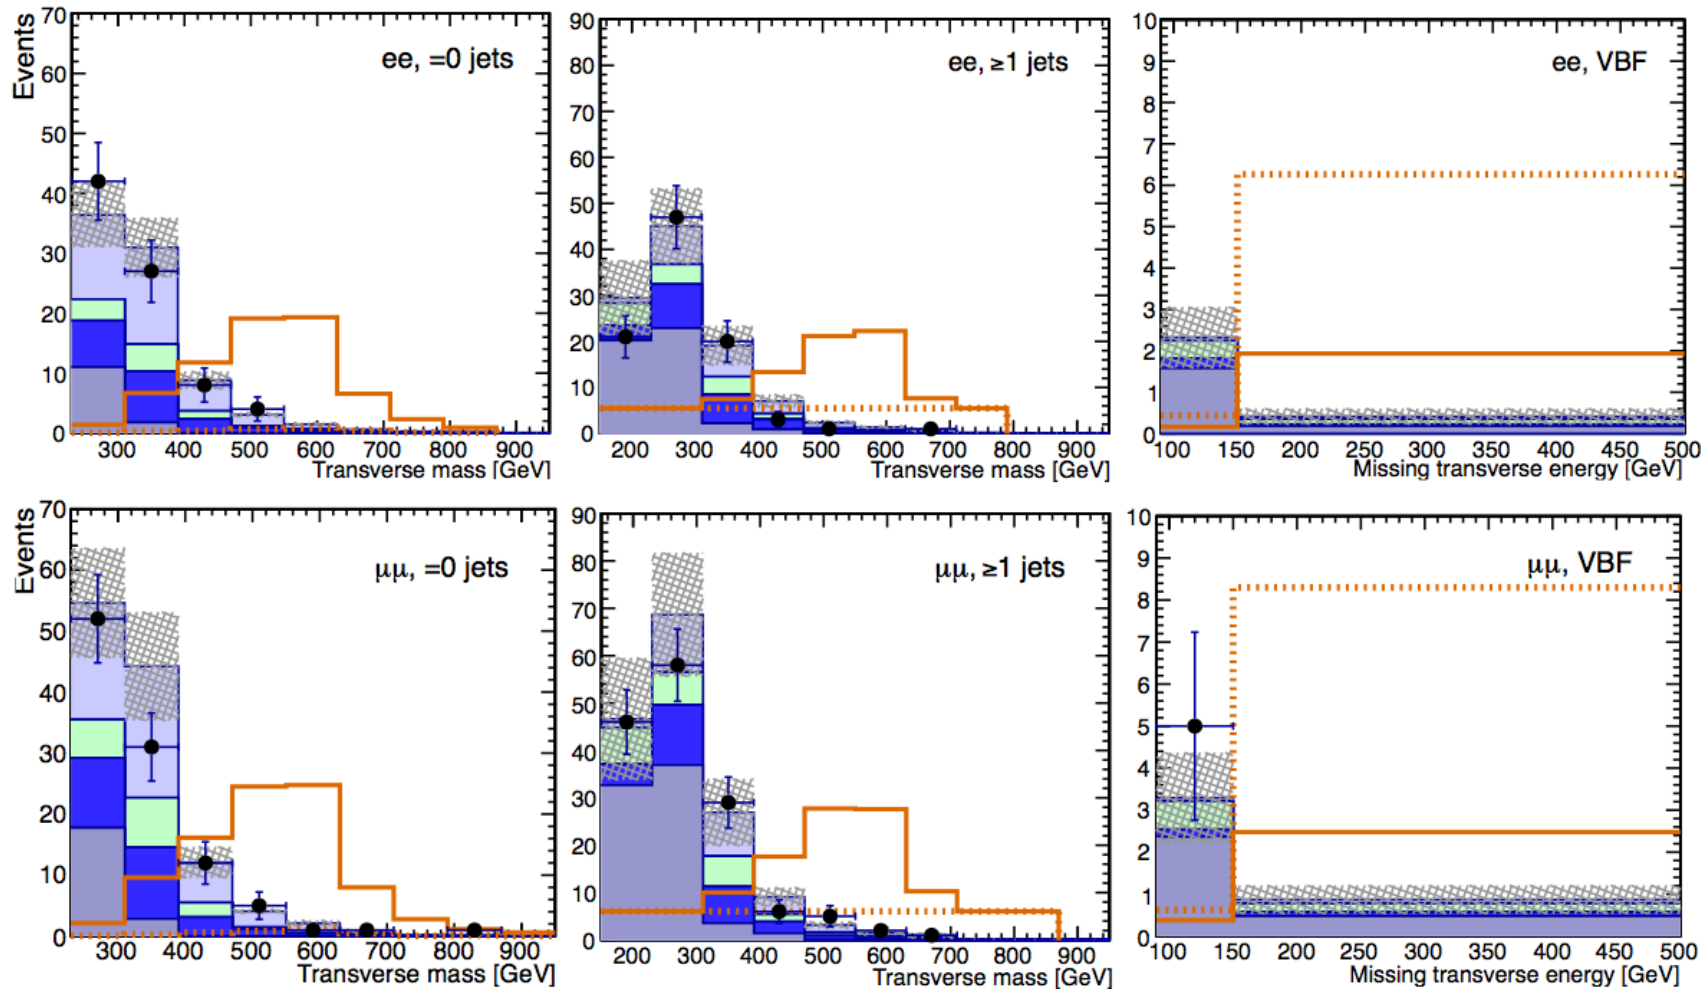 Events
70
60
50
40
30
20
10
0
ee, =0 jets
300 400 500 600 700 800 900
Transverse mass [GeV]
90
80
70
60
50
40
30
20
10
0
ee, ≥1 jets
200 300 400 500 600 700 800 900
Transverse mass [GeV]
10
9
8
7
6
5
4
3
2
1
0
ee, VBF
100 150 200 250 300 350 400 450 500
Missing transverse energy [GeV]
Events
70
60
50
40
30
20
10
0
μμ, =0 jets
300 400 500 600 700 800 900
Transverse mass [GeV]
90
80
70
60
50
40
30
20
10
0
μμ, ≥1 jets
200 300 400 500 600 700 800 900
Transverse mass [GeV]
10
9
8
7
6
5
4
3
2
1
0
μμ, VBF
100 150 200 250 300 350 400 450 500
Missing transverse energy [GeV]